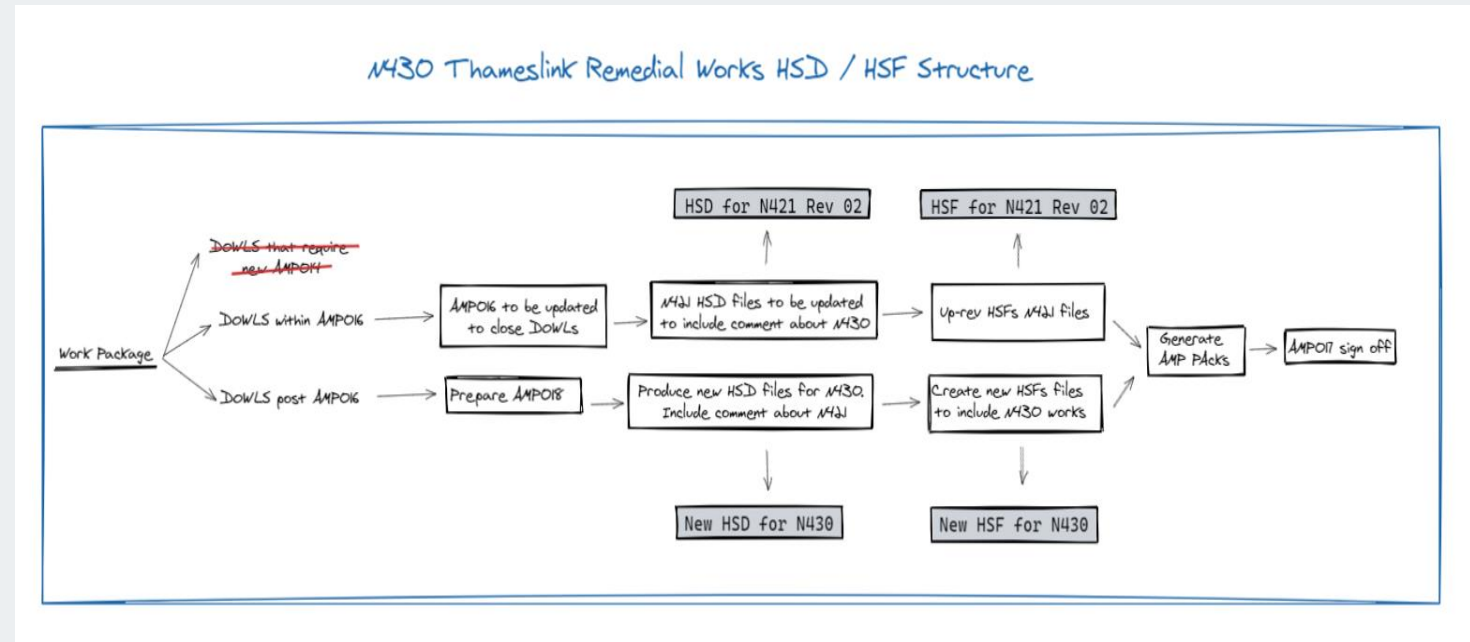 N430 Thameslink Remedial Works HSD / HSF Structure
HSD for N421 Rev 02
HSF for N421 Rev 02
DOWLS that require
new AMP014
DOWLS within AMP016
AMP016 to be updated
to close DOWLs
N421 HSD files to be updated
to include comment about N430
Up-rev HSFs N421 files
Work Package
Generate
AMP PAcks
AMP017 sign off
DOWLS post AMP016
Prepare AMP018
Produce new HSD files for N430.
Include comment about N421
Create new HSFs files
to include N430 works
New HSD for N430
New HSF for N430